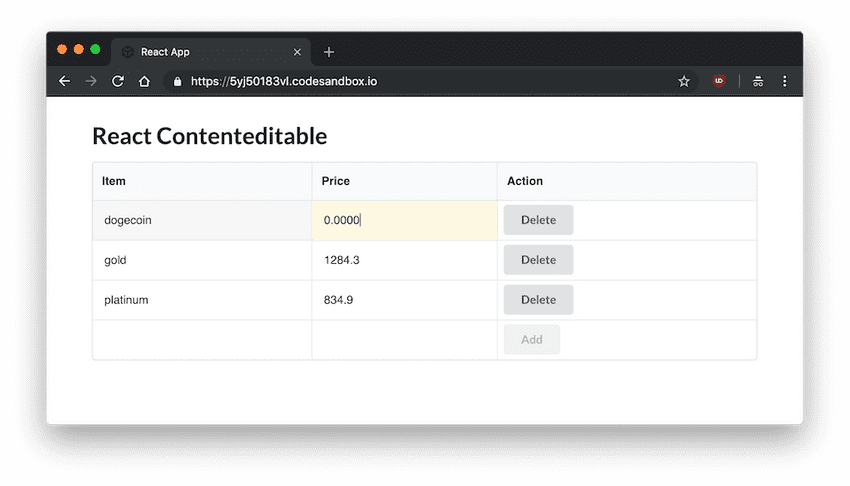 React App
https://5yj50183vl.codesandbox.io
React Contenteditable
Item Price Action
dogecoin 0.0000 Delete
gold 1284.3 Delete
platinum 834.9 Delete
Add